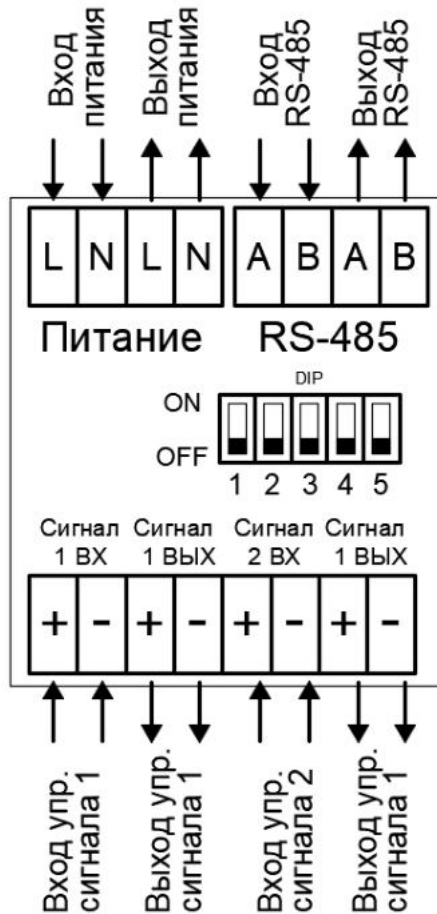 Вход
питания
Выход
питания
Вход
RS-485
Выход
RS-485
L N L N A B A B
Питание RS-485
DIP
ON
OFF
1 2 3 4 5
Сигнал Сигнал Сигнал Сигнал
1 ВХ 1 ВЫХ 2 ВХ 1 ВЫХ
+ - + - + - + -
Вход упр.
сигнала 1
Выход упр.
сигнала 1
Вход упр.
сигнала 2
Выход упр.
сигнала 1